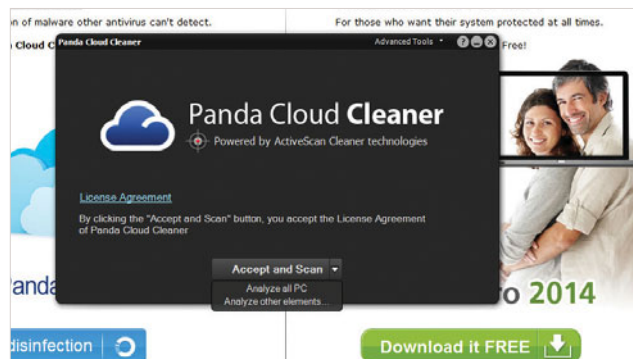 on of malware other antivirus can't detect.
For those who want their system protected at all times.
Cloud C
Panda Cloud Cleaner
Advanced Tools
Free!
Panda Cloud Cleaner
Powered by ActiveScan Cleaner technologies
License Agreement
By clicking the "Accept and Scan" button, you accept the License Agreement
of Panda Cloud Cleaner
Accept and Scan
Analyze all PC
Analyze other elements...
Panda
ro 2014
disinfection
Download it FREE